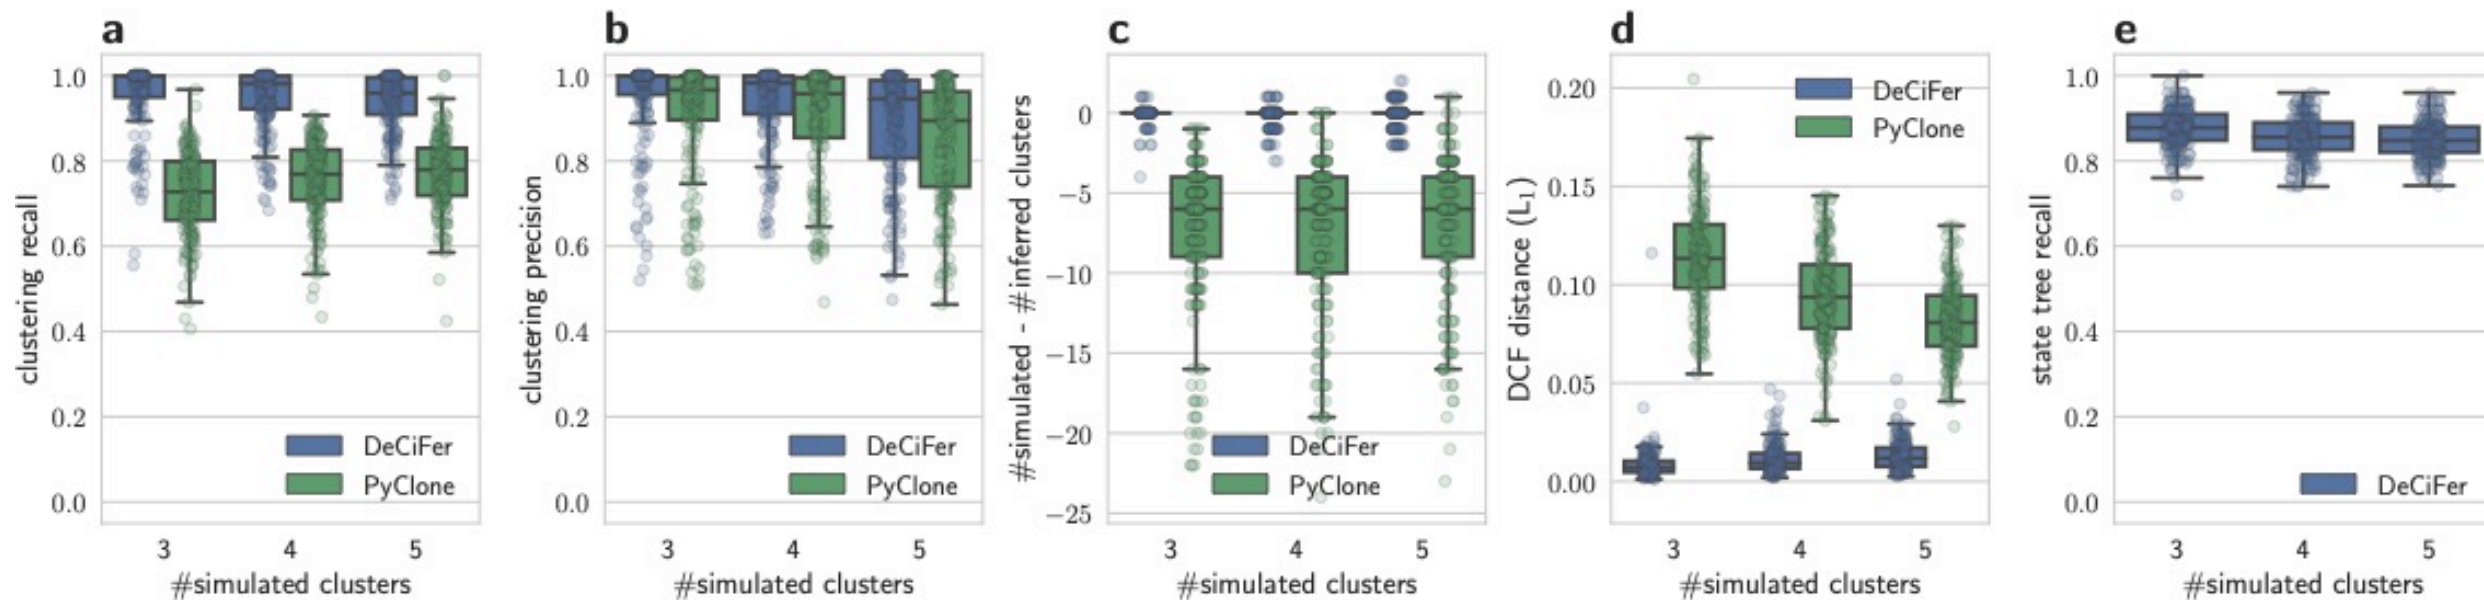 a
clustering recall
1.0
0.8
0.6
0.4
0.2
0.0
DeCiFer
PyClone
3 4 5
#simulated clusters
b
clustering precision
1.0
0.8
0.6
0.4
0.2
0.0
DeCiFer
PyClone
3 4 5
#simulated clusters
c
#simulated - #inferred clusters
0
−5
−10
−15
−20
−25
DeCiFer
PyClone
3 4 5
#simulated clusters
d
DCF distance (L1)
0.20
0.15
0.10
0.05
0.00
DeCiFer
PyClone
3 4 5
#simulated clusters
e
state tree recall
1.0
0.8
0.6
0.4
0.2
0.0
DeCiFer
3 4 5
#simulated clusters